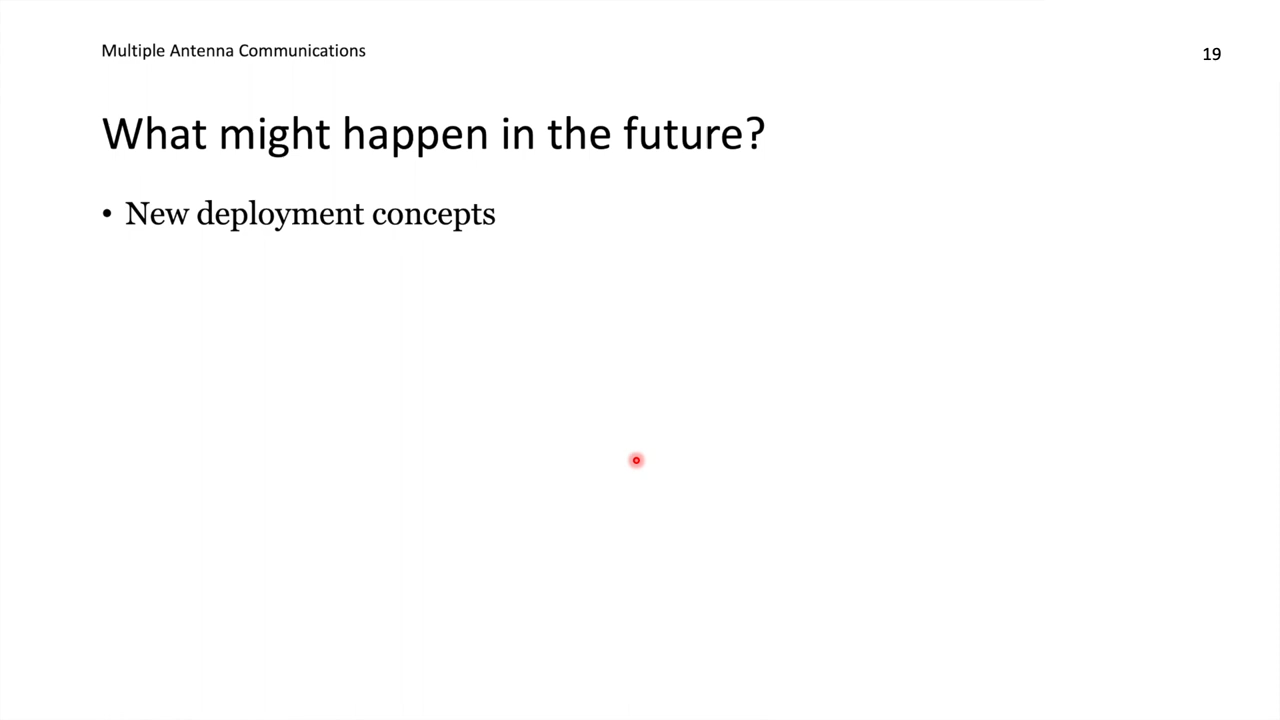 Multiple Antenna Communications
19
What might happen in the future?
• New deployment concepts